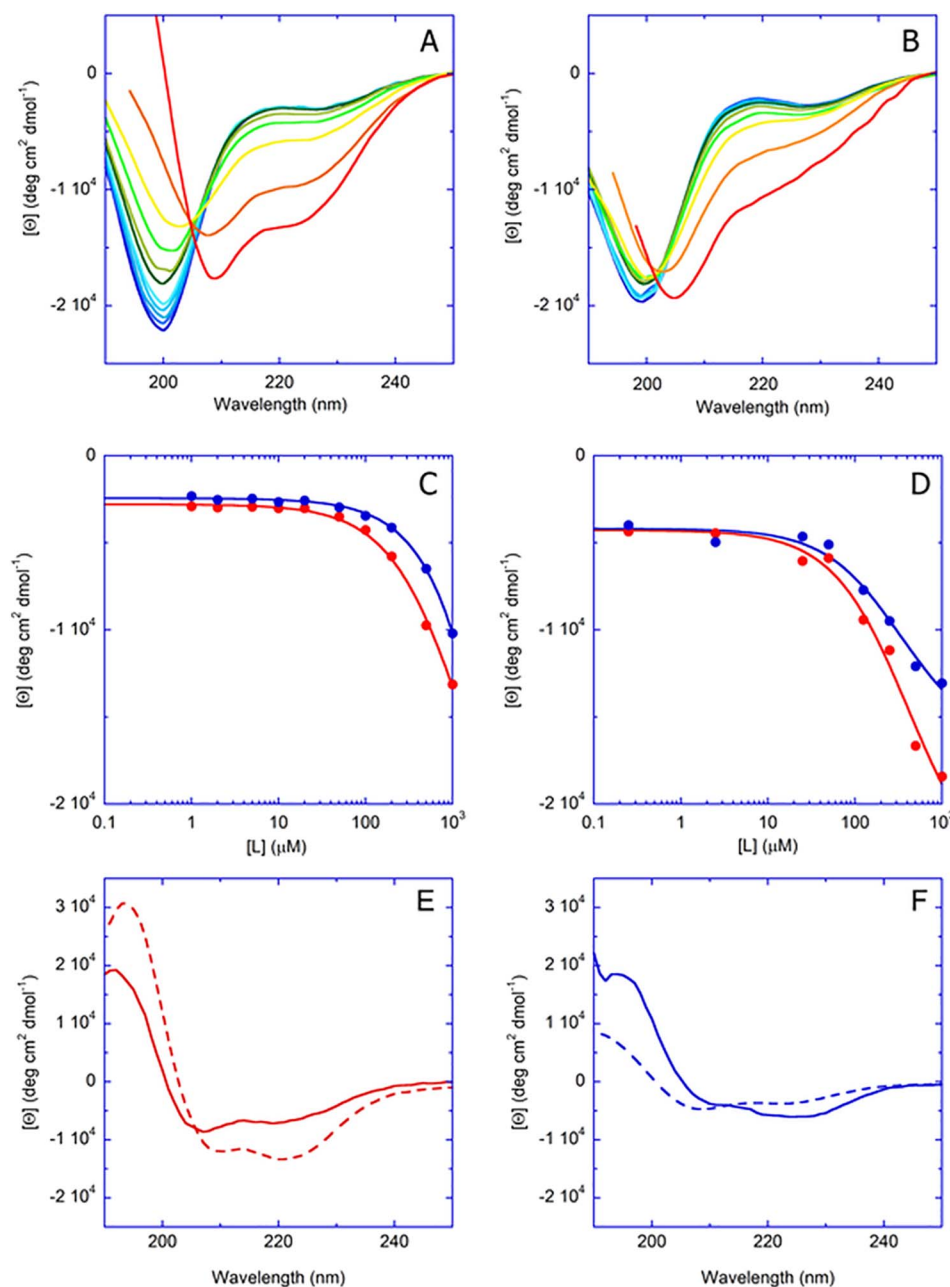 A
B
0
-1 10⁴
-2 10⁴
[Θ] (deg cm² dmol⁻¹)
200
220
240
Wavelength (nm)
0
-1 10⁴
-2 10⁴
[Θ] (deg cm² dmol⁻¹)
200
220
240
Wavelength (nm)
C
D
0
-1 10⁴
-2 10⁴
[Θ] (deg cm² dmol⁻¹)
0.1
1
10
100
10³
[L] (μM)
0
-1 10⁴
-2 10⁴
[Θ] (deg cm² dmol⁻¹)
0.1
1
10
100
10³
[L] (μM)
E
F
3 10⁴
2 10⁴
1 10⁴
0
-1 10⁴
-2 10⁴
[Θ] (deg cm² dmol⁻¹)
200
220
240
Wavelength (nm)
3 10⁴
2 10⁴
1 10⁴
0
-1 10⁴
-2 10⁴
[Θ] (deg cm² dmol⁻¹)
200
220
240
Wavelength (nm)